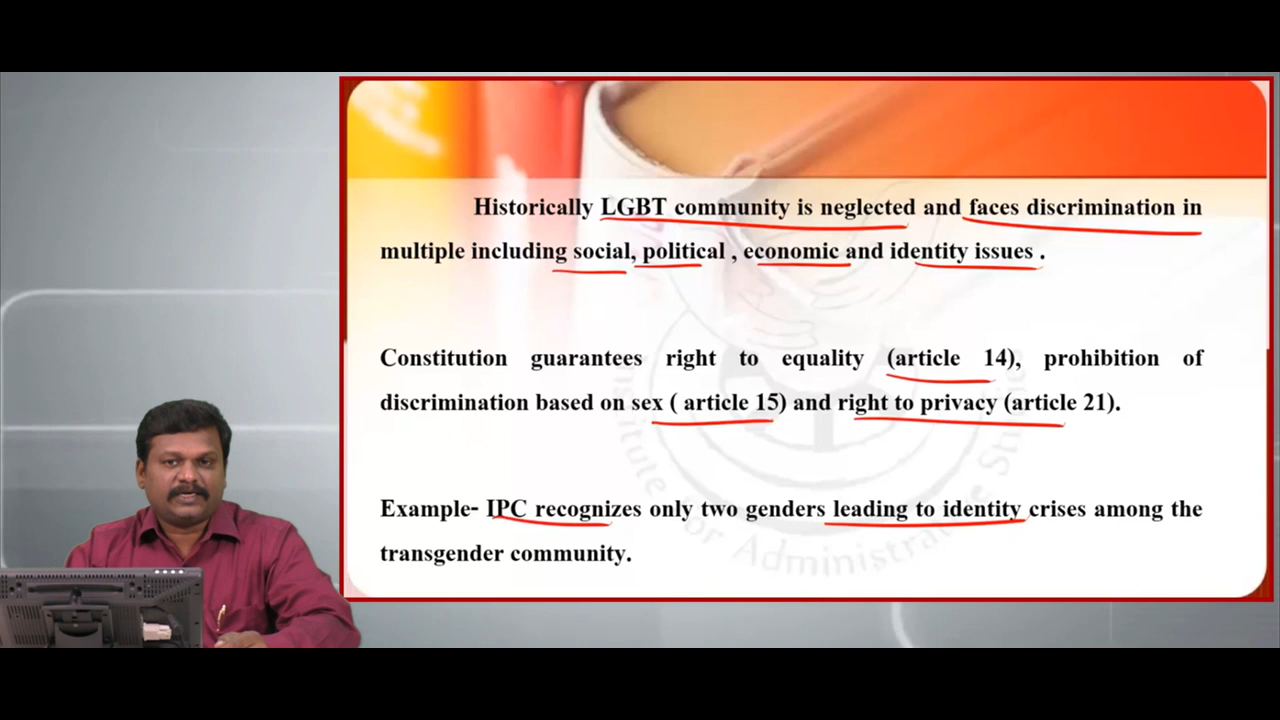 Historically LGBT community is neglected and faces discrimination in
multiple including social, political , economic and identity issues .
Constitution guarantees right to equality (article 14), prohibition of
discrimination based on sex ( article 15) and right to privacy (article 21).
Example- IPC recognizes only two genders leading to identity crises among the
transgender community.